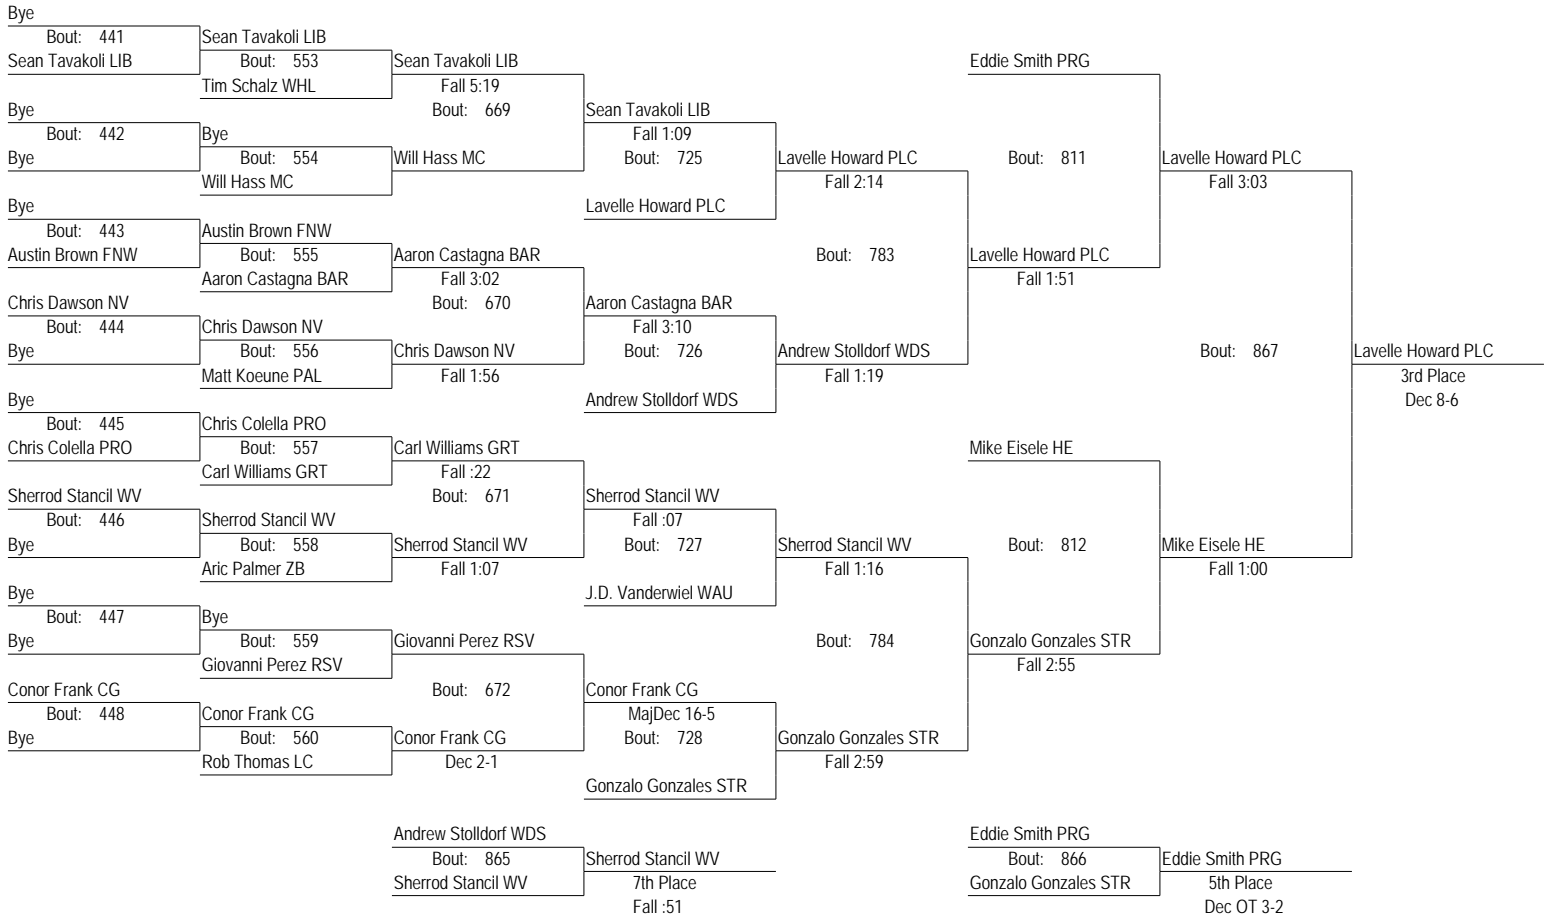 Bye
Bout: 441
Sean Tavakoli LIB
Sean Tavakoli LIB
Bout: 553
Tim Schalz WHL
Sean Tavakoli LIB
Fall 5:19
Bout: 669
Bye
Bout: 442
Bye
Bye
Bout: 554
Will Hass MC
Will Hass MC
Sean Tavakoli LIB
Fall 1:09
Bout: 725
Lavelle Howard PLC
Bye
Bout: 443
Austin Brown FNW
Austin Brown FNW
Bout: 555
Aaron Castagna BAR
Aaron Castagna BAR
Fall 3:02
Bout: 670
Chris Dawson NV
Bout: 444
Bye
Chris Dawson NV
Bout: 556
Matt Koeune PAL
Chris Dawson NV
Fall 1:56
Aaron Castagna BAR
Fall 3:10
Bout: 726
Andrew Stolldorf WDS
Lavelle Howard PLC
Fall 2:14
Bout: 783
Andrew Stolldorf WDS
Fall 1:19
Bye
Bout: 445
Chris Colella PRO
Chris Colella PRO
Bout: 557
Carl Williams GRT
Carl Williams GRT
Fall :22
Bout: 671
Sherrod Stancil WV
Bout: 446
Bye
Sherrod Stancil WV
Bout: 558
Aric Palmer ZB
Sherrod Stancil WV
Fall 1:07
Sherrod Stancil WV
Fall :07
Bout: 727
J.D. Vanderwiel WAU
Bye
Bout: 447
Bye
Bye
Bout: 559
Giovanni Perez RSV
Giovanni Perez RSV
Bout: 672
Conor Frank CG
Bout: 448
Bye
Conor Frank CG
Bout: 560
Rob Thomas LC
Conor Frank CG
Dec 2-1
Conor Frank CG
MajDec 16-5
Bout: 728
Gonzalo Gonzales STR
Sherrod Stancil WV
Fall 1:16
Bout: 784
Gonzalo Gonzales STR
Fall 2:59
Eddie Smith PRG
Bout: 811
Lavelle Howard PLC
Fall 1:51
Lavelle Howard PLC
Fall 3:03
Bout: 867
Mike Eisele HE
Bout: 812
Gonzalo Gonzales STR
Fall 2:55
Mike Eisele HE
Fall 1:00
Lavelle Howard PLC
3rd Place
Dec 8-6
Andrew Stolldorf WDS
Bout: 865
Sherrod Stancil WV
Sherrod Stancil WV
7th Place
Fall :51
Eddie Smith PRG
Bout: 866
Gonzalo Gonzales STR
Eddie Smith PRG
5th Place
Dec OT 3-2